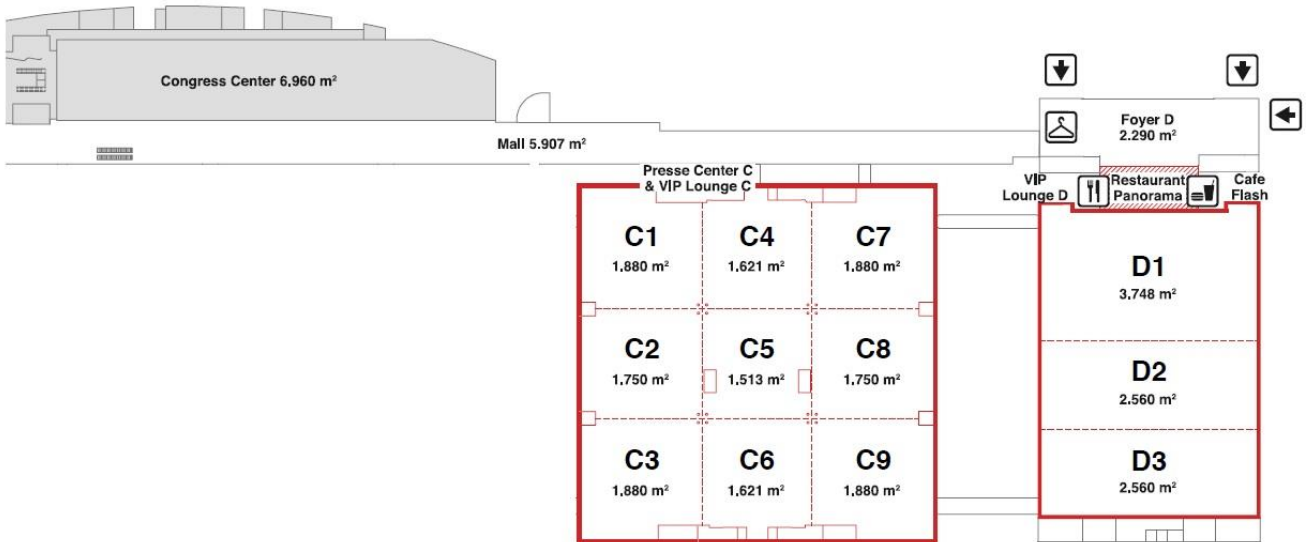 Congress Center 6,960 m²
Mall 5.907 m²
Foyer D
2.290 m²
Presse Center C
& VIP Lounge C
VIP
Lounge D
Restaurant
Panorama
Cafe
Flash
C1
1.880 m²
C4
1.621 m²
C7
1.880 m²
D1
3.748 m²
C2
1.750 m²
C5
1.513 m²
C8
1.750 m²
D2
2.560 m²
C3
1.880 m²
C6
1.621 m²
C9
1.880 m²
D3
2.560 m²